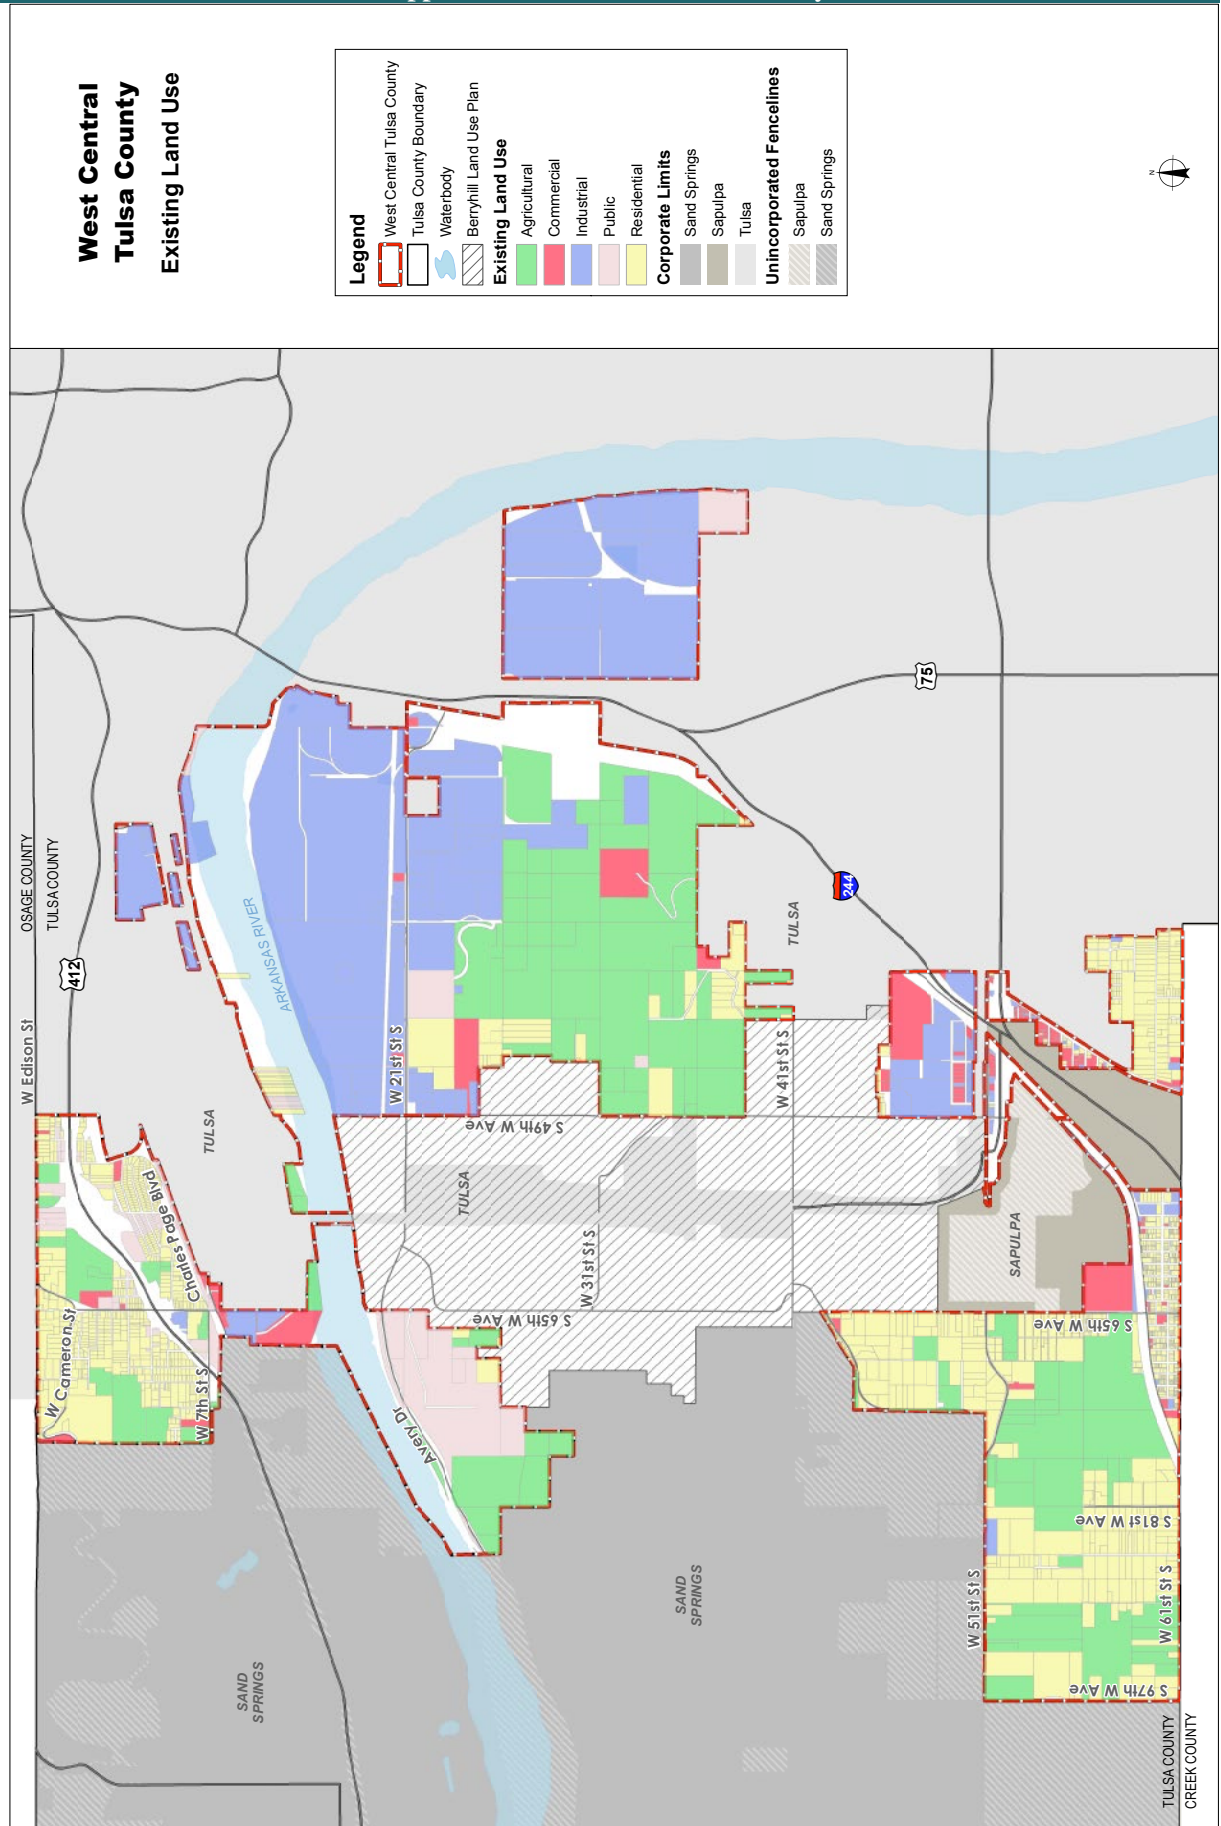 West Central
Tulsa County
Existing Land Use
Legend
West Central Tulsa County
Tulsa County Boundary
Waterbody
Berryhill Land Use Plan
Existing Land Use
Agricultural
Commercial
Industrial
Public
Residential
Corporate Limits
Sand Springs
Sapulpa
Tulsa
Unincorporated Fencelines
Sapulpa
Sand Springs
N
OSAGE COUNTY
TULSA COUNTY
W Edison St
412
75
244
ARKANSAS RIVER
TULSA
TULSA
TULSA
W 21st St S
W 41st St S
S 49th W Ave
W 31st St S
S 65th W Ave
S 65th W Ave
Charles Page Blvd
W Cameron St
W 7th St S
Avery Dr
SAPULPA
SAND
SPRINGS
SAND
SPRINGS
W 51st St S
S 81st W Ave
W 61st St S
S 97th W Ave
TULSA COUNTY
CREEK COUNTY